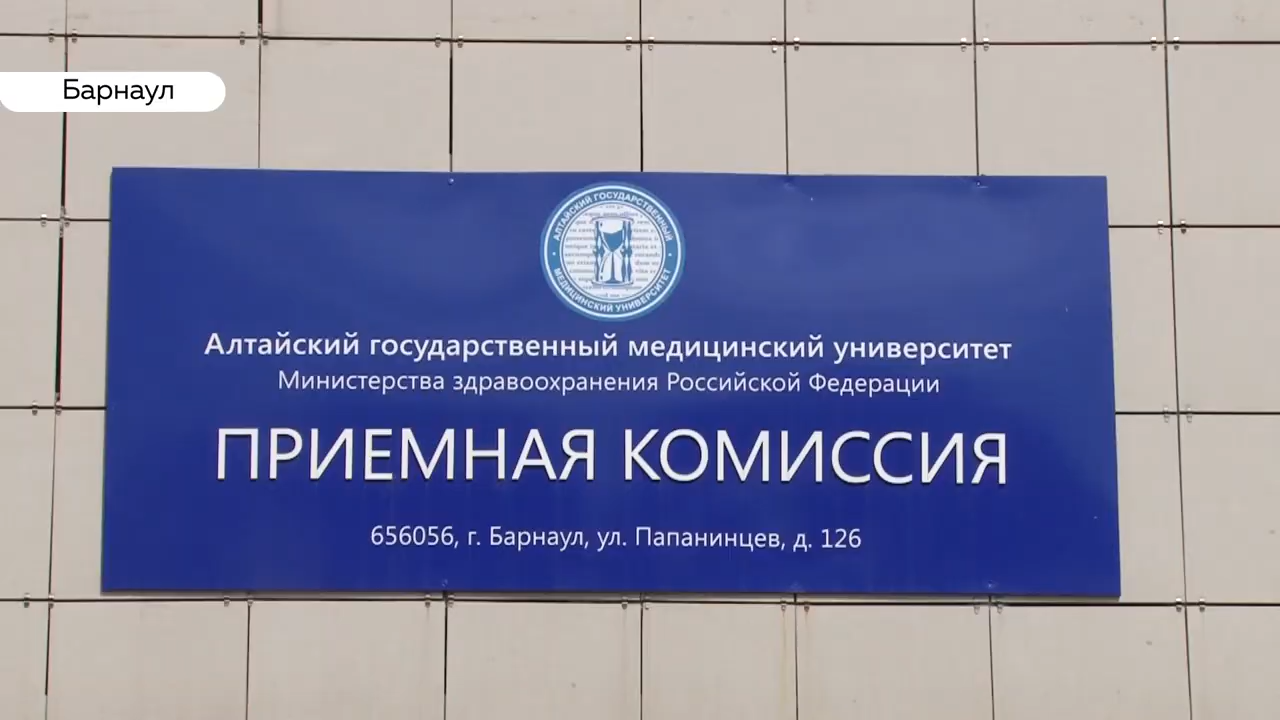 Барнаул
АЛТАЙСКИЙ ГОСУДАРСТВЕННЫЙ
МЕДИЦИНСКИЙ УНИВЕРСИТЕТ
Алтайский государственный медицинский университет
Министерства здравоохранения Российской Федерации
ПРИЕМНАЯ КОМИССИЯ
656056, г. Барнаул, ул. Папанинцев, д. 126